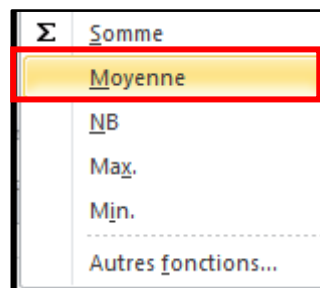 Σ Somme
Moyenne
NB
Max.
Min.
Autres fonctions...